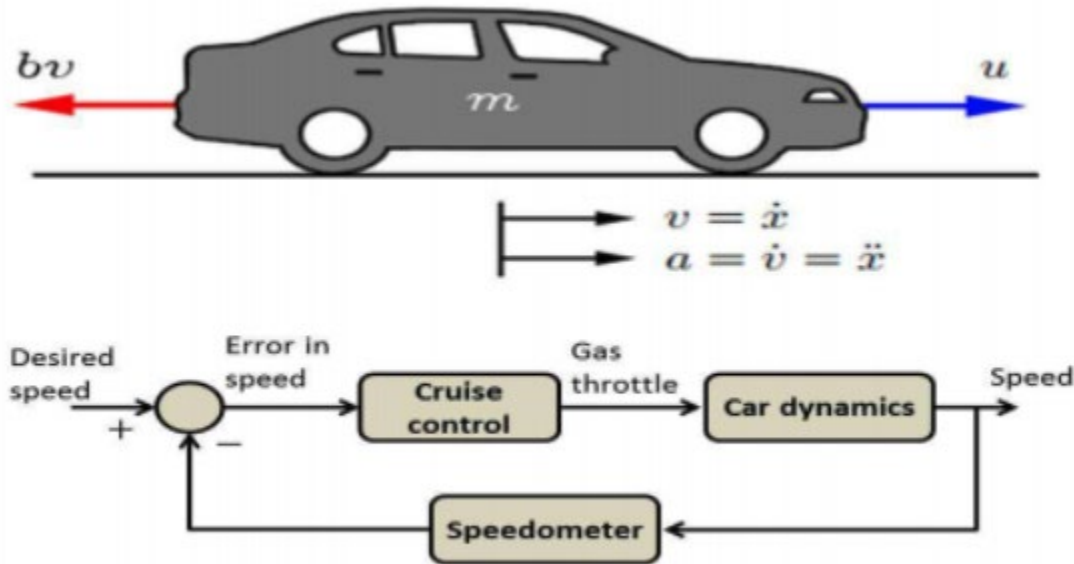 bv
m
u
v = ẋ
a = v̇ = ẍ
Desired
speed
+
−
Error in
speed
Cruise
control
Gas
throttle
Car dynamics
Speed
Speedometer